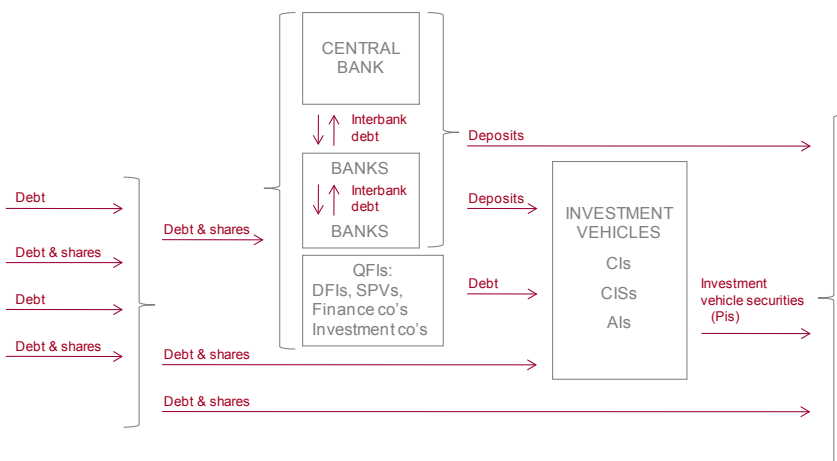 CENTRAL
BANK
Interbank
debt
Deposits
BANKS
Interbank
debt
BANKS
Debt
Debt & shares
Debt
Debt & shares
Debt & shares
Deposits
INVESTMENT
VEHICLES
CIs
CISs
AIs
QFIs:
DFIs, SPVs,
Finance co's
Investment co's
Debt
Investment
vehicle securities
(Pis)
Debt & shares
Debt & shares